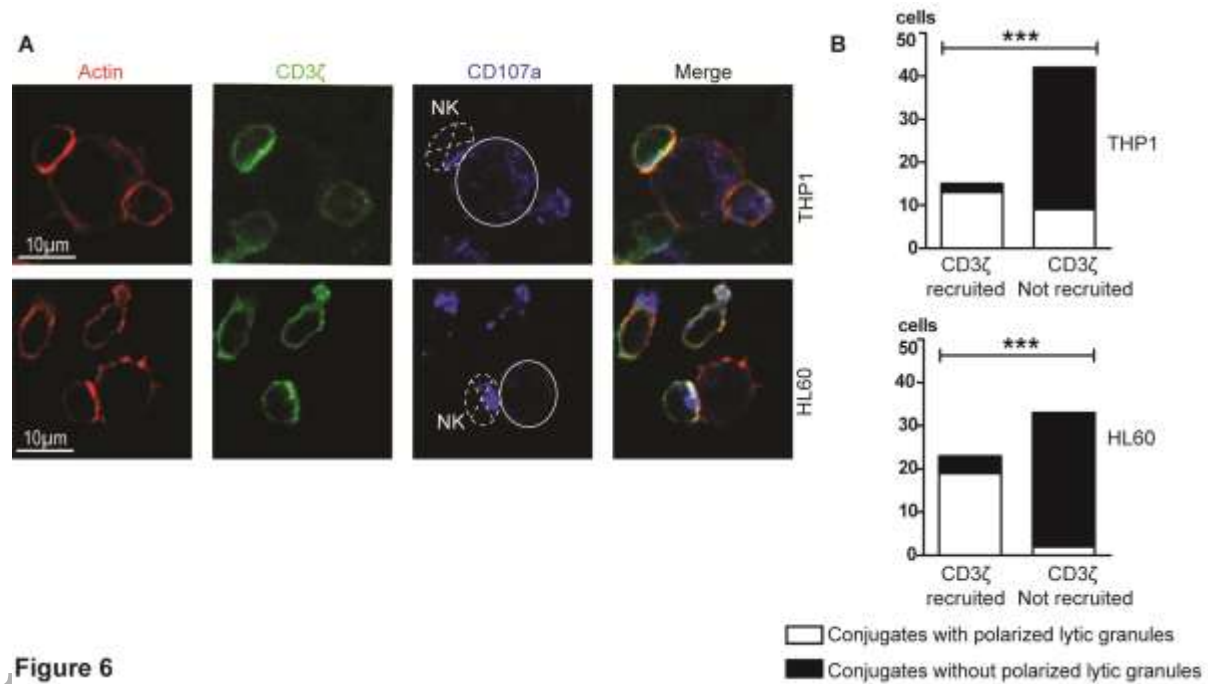 A
Actin
CD3ζ
CD107a
Merge
NK
10µm
THP1
NK
10µm
HL60
B
cells
50
40
30
20
10
0
***
THP1
CD3ζ
recruited
CD3ζ
Not recruited
cells
50
40
30
20
10
0
***
HL60
CD3ζ
recruited
CD3ζ
Not recruited
Conjugates with polarized lytic granules
Conjugates without polarized lytic granules
Figure 6